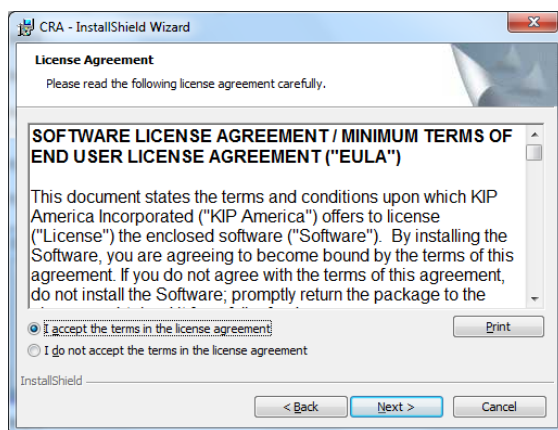 CRA - InstallShield Wizard
License Agreement
Please read the following license agreement carefully.
SOFTWARE LICENSE AGREEMENT / MINIMUM TERMS OF
END USER LICENSE AGREEMENT ("EULA")
This document states the terms and conditions upon which KIP
America Incorporated ("KIP America") offers to license
("License") the enclosed software ("Software").  By installing the
Software, you are agreeing to become bound by the terms of this
agreement. If you do not agree with the terms of this agreement,
do not install the Software; promptly return the package to the
I accept the terms in the license agreement
Print
I do not accept the terms in the license agreement
InstallShield
< Back
Next >
Cancel